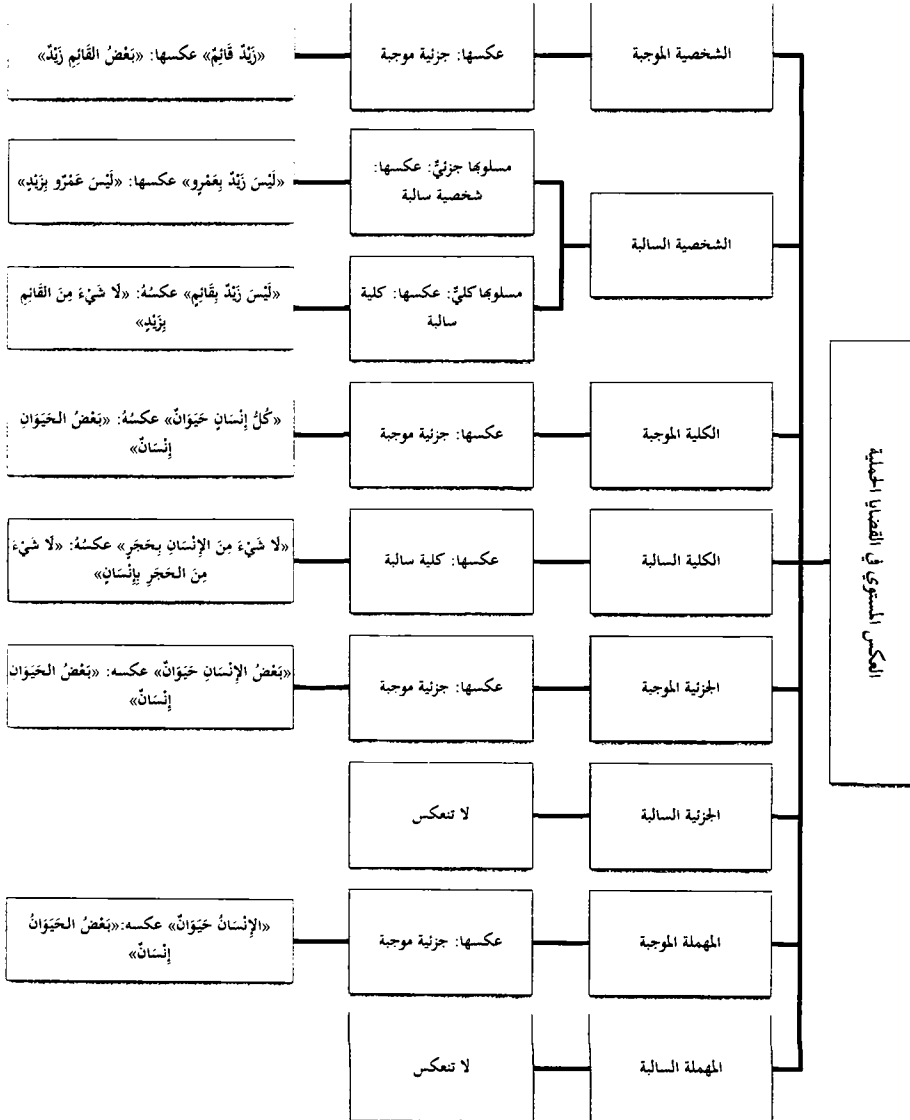 العكس المستوي في القضايا الحملية
الشخصية الموجبة
عكسها: جزئية موجبة
«زَيْدٌ قَائِمٌ» عكسها: «بَعْضُ القَائِمِ زَيْدٌ»
الشخصية السالبة
مسلوبها جزئيٌّ: عكسها:
شخصية سالبة
«لَيْسَ زَيْدٌ بِعَمْرٍو» عكسها: «لَيْسَ عَمْرٌو بِزَيْدٍ»
مسلوبها كليٌّ: عكسها: كلية
سالبة
«لَيْسَ زَيْدٌ بِقَائِمٍ» عكسُهُ: «لَا شَيْءَ مِنَ القَائِمِ
بِزَيْدٍ»
الكلية الموجبة
عكسها: جزئية موجبة
«كُلُّ إِنْسَانٍ حَيَوَانٌ» عكسُهُ: «بَعْضُ الحَيَوَانِ
إِنْسَانٌ»
الكلية السالبة
عكسها: كلية سالبة
«لَا شَيْءَ مِنَ الإِنْسَانِ بِحَجَرٍ» عكسُهُ: «لَا شَيْءَ
مِنَ الحَجَرِ بِإِنْسَانٍ»
الجزئية الموجبة
عكسها: جزئية موجبة
«بَعْضُ الإِنْسَانِ حَيَوَانٌ» عكسه: «بَعْضُ الحَيَوَان
إِنْسَانٌ»
الجزئية السالبة
لا تنعكس
المهملة الموجبة
عكسها: جزئية موجبة
«الإِنْسَانُ حَيَوَانٌ» عكسه:«بَعْضُ الحَيَوَانُ
إِنْسَانٌ»
المهملة السالبة
لا تنعكس